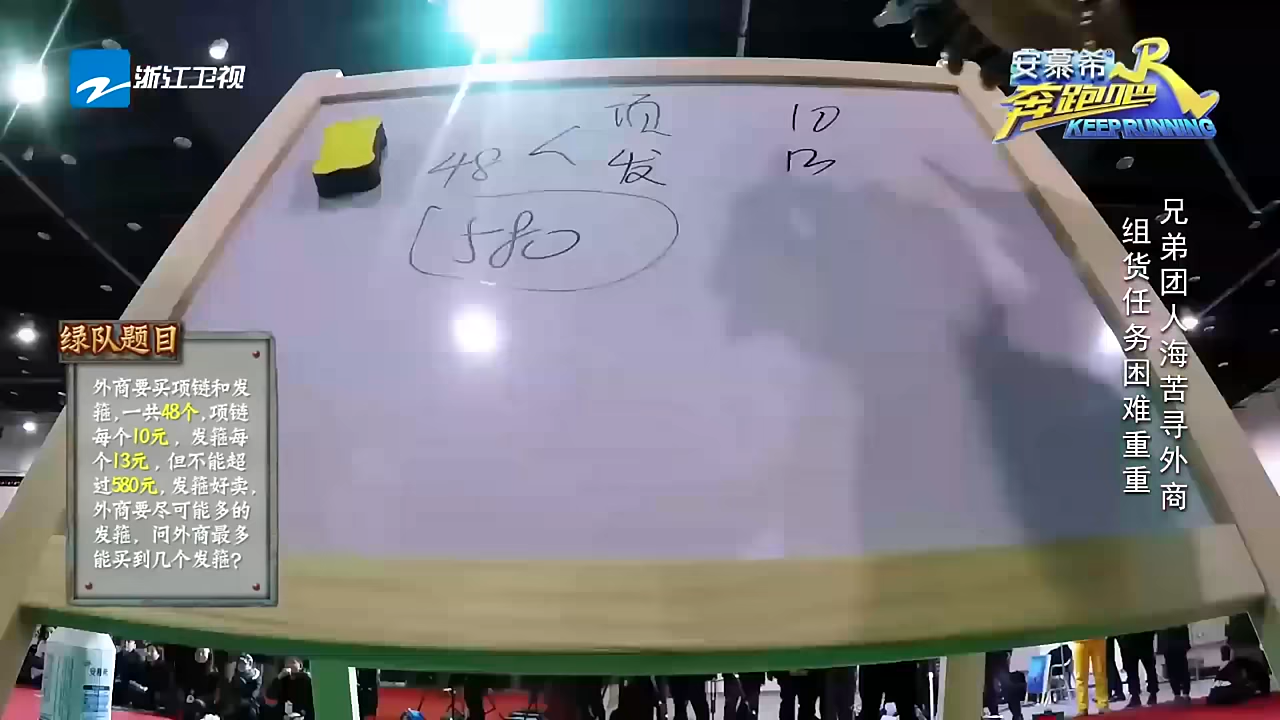 浙江卫视
安慕希
奔跑吧
KEEP RUNNING
项 10
48 < 发 13
580
兄弟团人海苦寻外商
组货任务困难重重
绿队题目
外商要买项链和发
箍,一共48个,项链
每个10元,发箍每
个13元,但不能超
过580元,发箍好卖,
外商要尽可能多的
发箍,问外商最多
能买到几个发箍?
安慕希